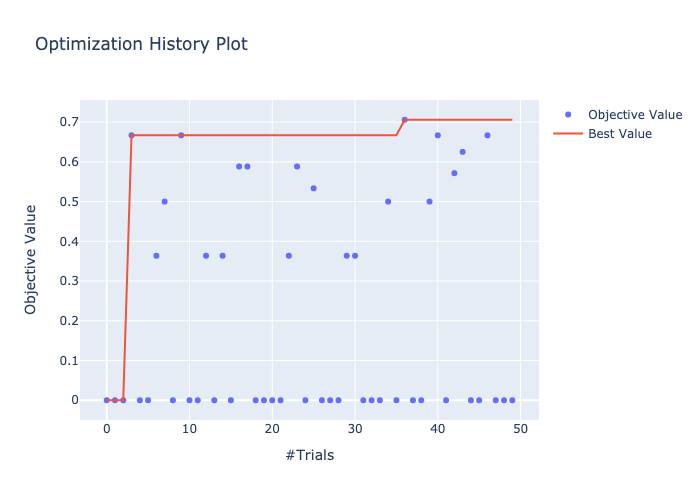 Optimization History Plot
Objective Value
Best Value
0.7
0.6
0.5
0.4
0.3
0.2
0.1
0
Objective Value
0 10 20 30 40 50
#Trials